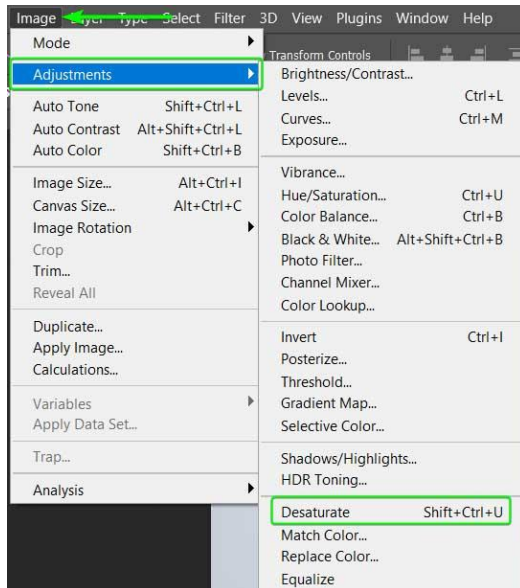 Image Layer Type Select Filter 3D View Plugins Window Help
Transform Controls
Mode
Adjustments
Auto Tone Shift+Ctrl+L
Auto Contrast Alt+Shift+Ctrl+L
Auto Color Shift+Ctrl+B
Image Size... Alt+Ctrl+I
Canvas Size... Alt+Ctrl+C
Image Rotation
Crop
Trim...
Reveal All
Duplicate...
Apply Image...
Calculations...
Variables
Apply Data Set...
Trap...
Analysis
Brightness/Contrast...
Levels... Ctrl+L
Curves... Ctrl+M
Exposure...
Vibrance...
Hue/Saturation... Ctrl+U
Color Balance... Ctrl+B
Black & White... Alt+Shift+Ctrl+B
Photo Filter...
Channel Mixer...
Color Lookup...
Invert Ctrl+I
Posterize...
Threshold...
Gradient Map...
Selective Color...
Shadows/Highlights...
HDR Toning...
Desaturate Shift+Ctrl+U
Match Color...
Replace Color...
Equalize